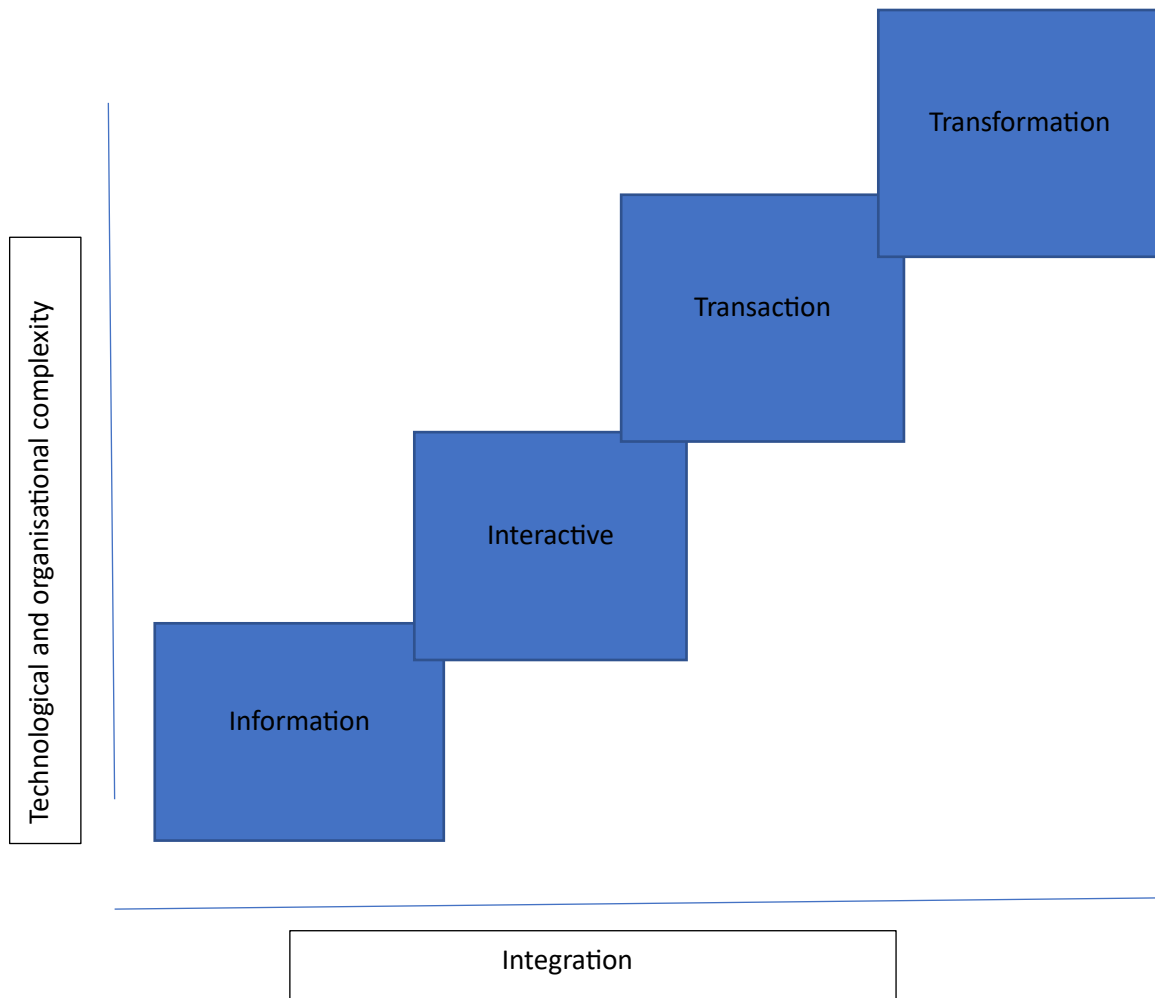 Transformation
Transaction
Interactive
Information
Technological and organisational complexity
Integration